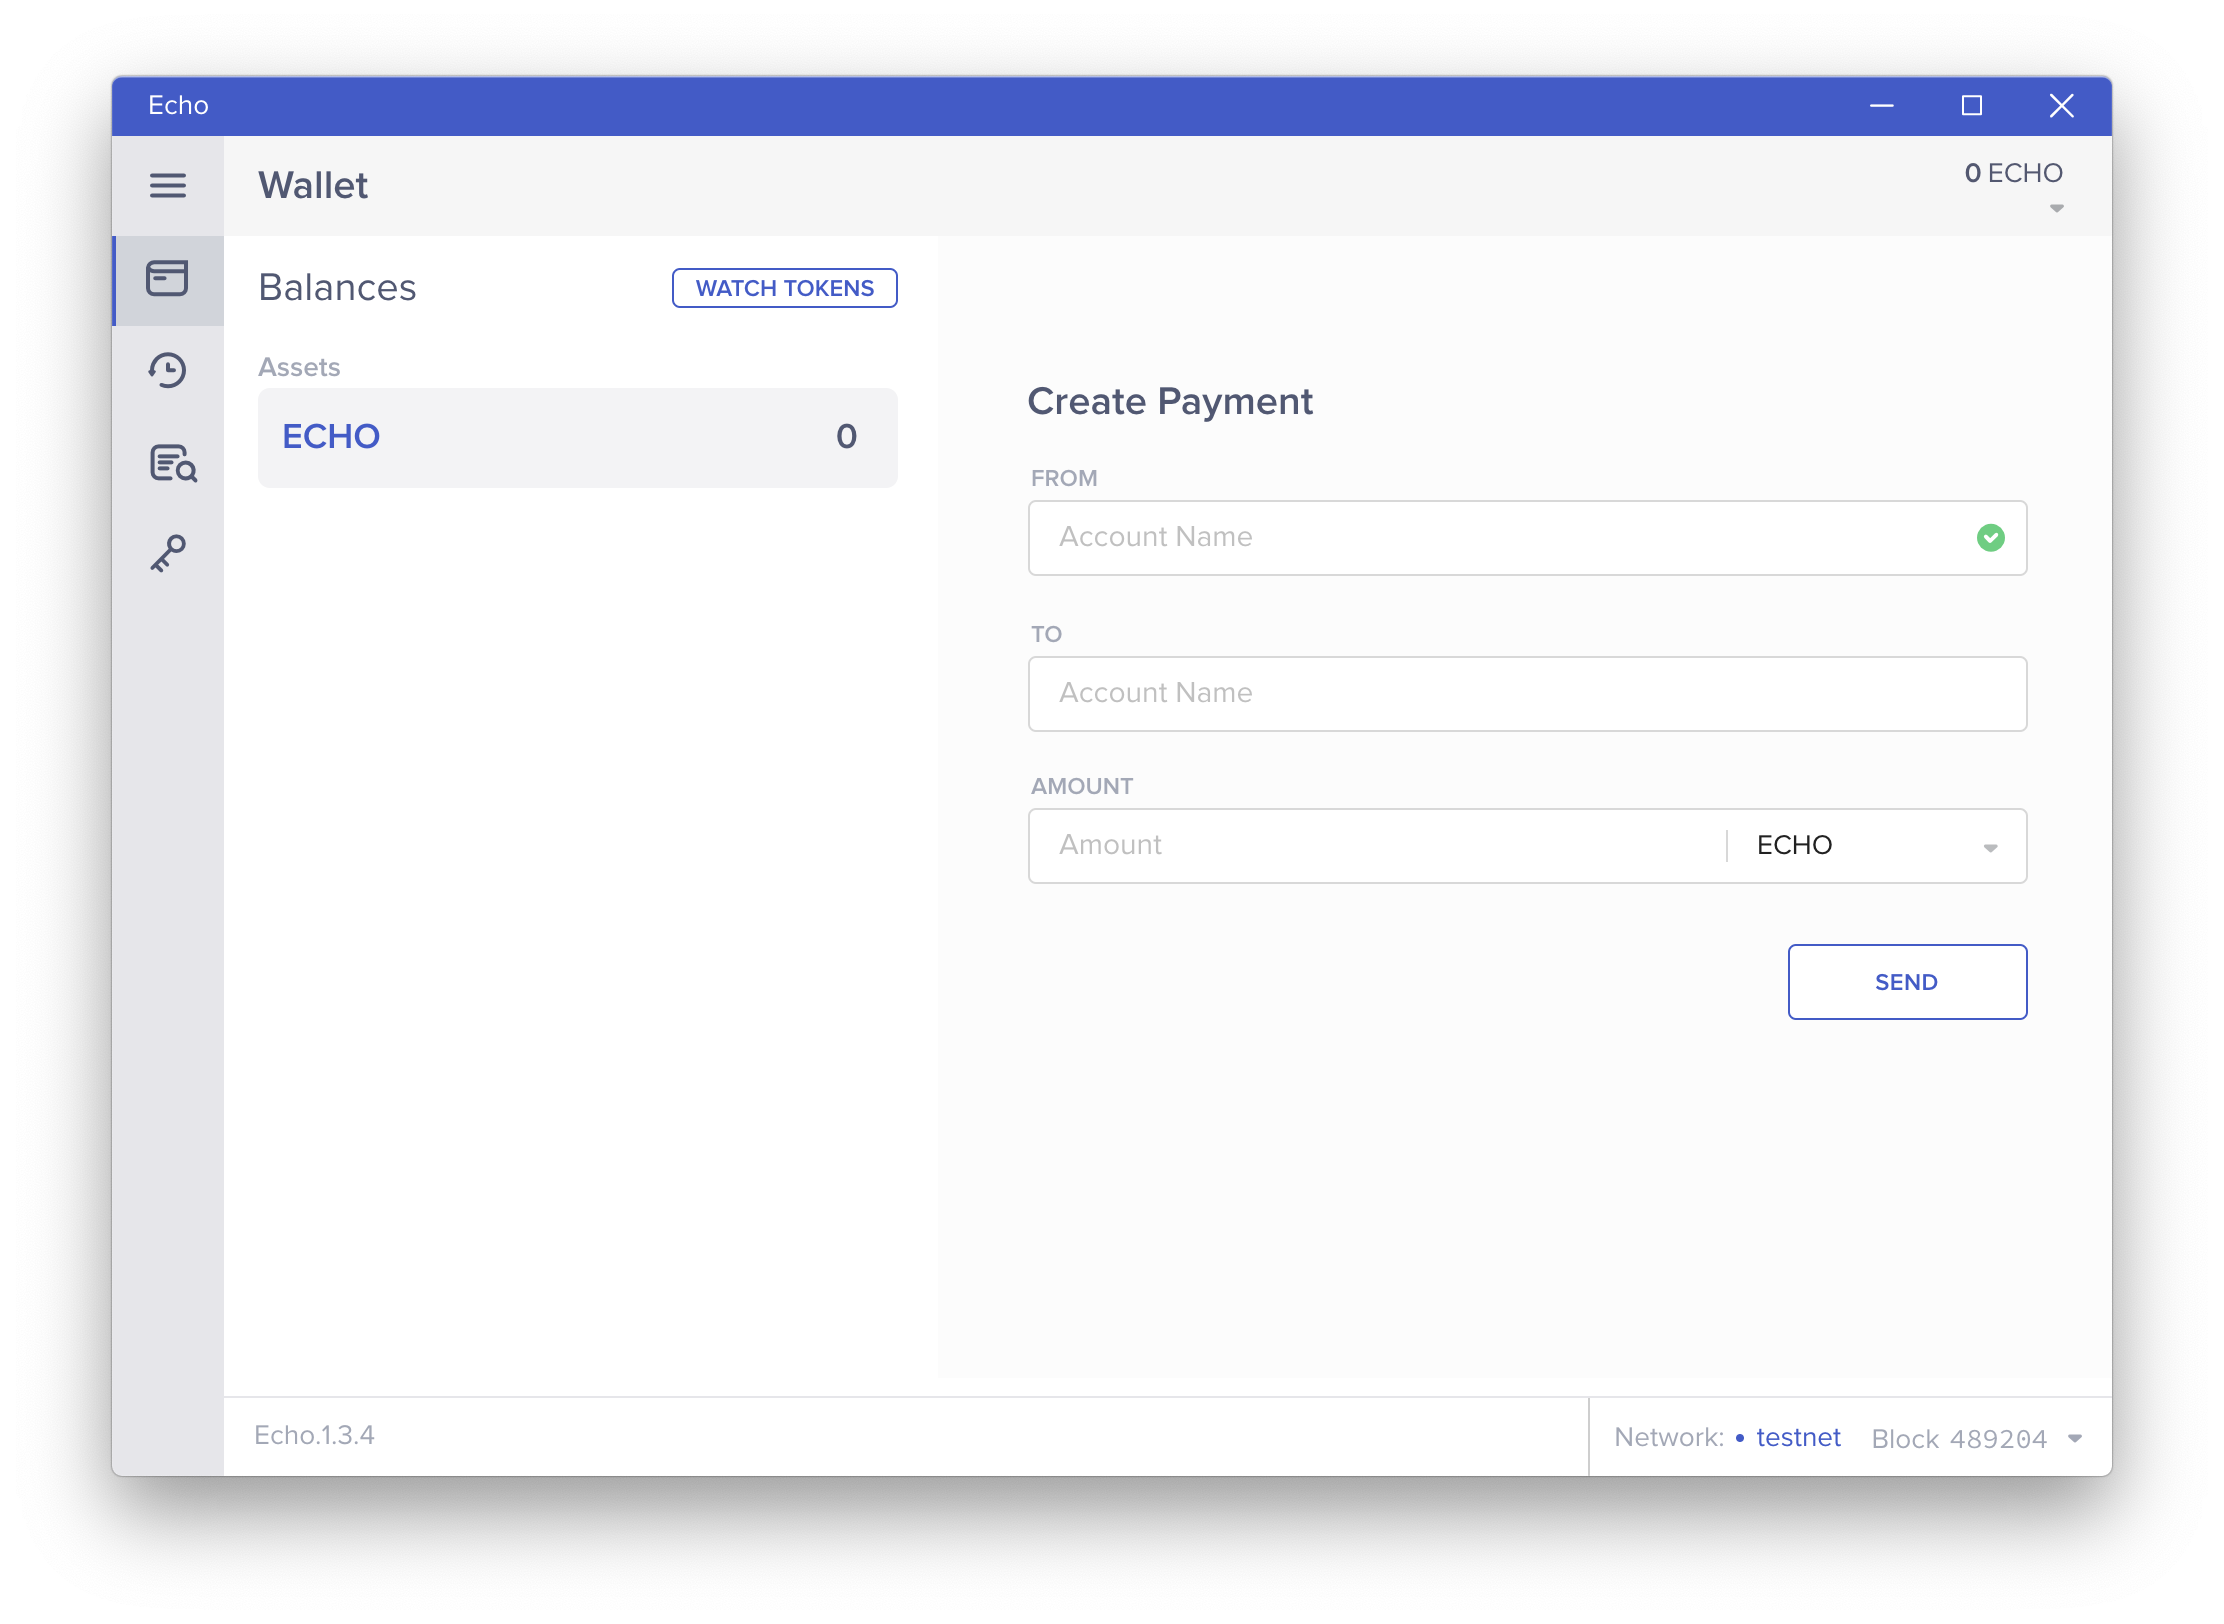 Echo
Wallet
0 ECHO
Balances
WATCH TOKENS
Assets
ECHO 0
Create Payment
FROM
Account Name
TO
Account Name
AMOUNT
Amount ECHO
SEND
Echo.1.3.4
Network: • testnet Block 489204